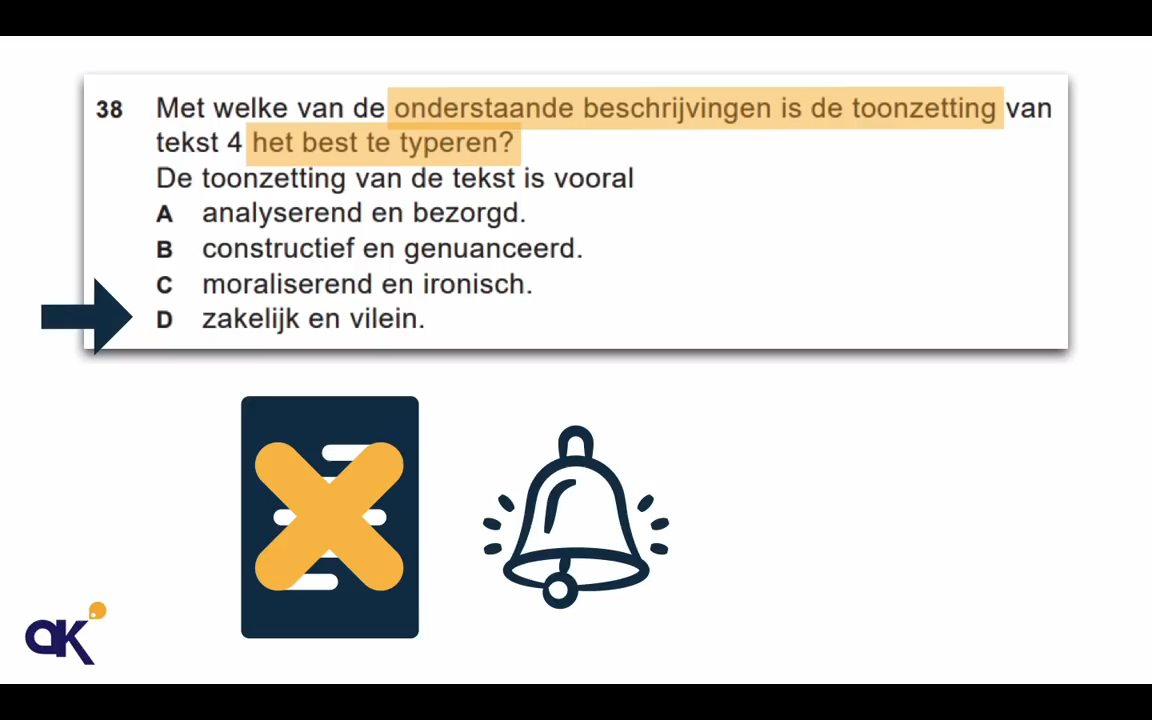 38 Met welke van de onderstaande beschrijvingen is de toonzetting van
tekst 4 het best te typeren?
De toonzetting van de tekst is vooral
A analyserend en bezorgd.
B constructief en genuanceerd.
C moraliserend en ironisch.
D zakelijk en vilein.
aK